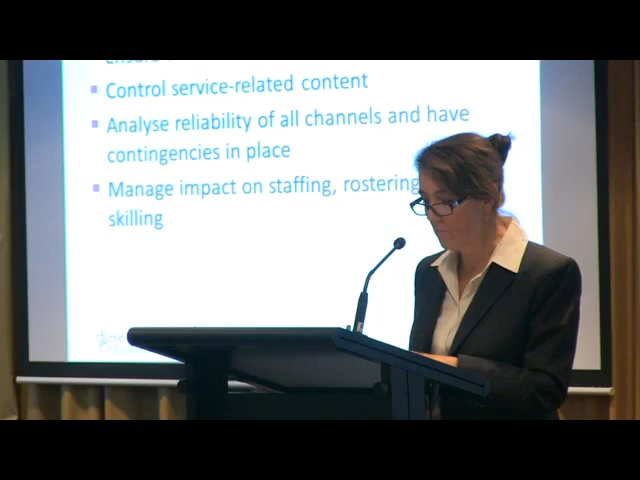 Ensure
Control service-related content
Analyse reliability of all channels and have
contingencies in place
Manage impact on staffing, rostering
skilling